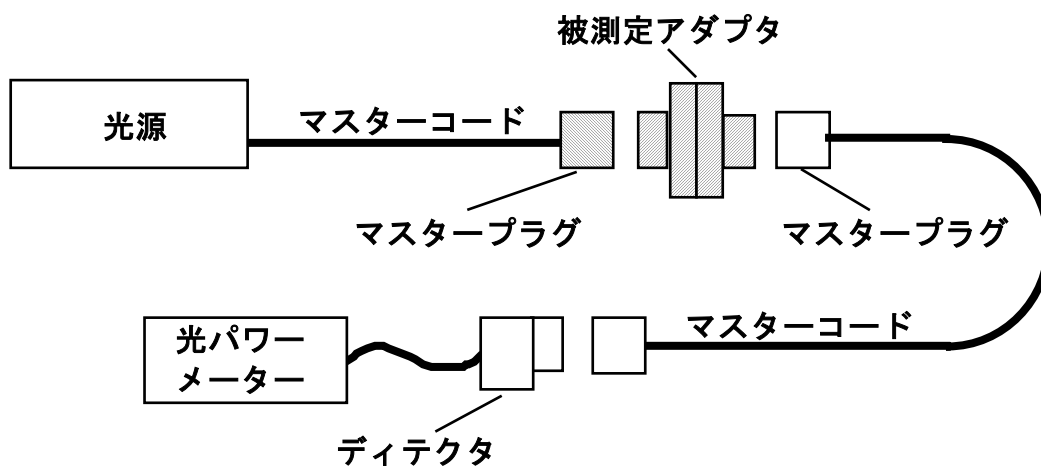 被測定アダプタ
光源
マスターコード
マスタープラグ
マスタープラグ
マスターコード
光パワー
メーター
ディテクタ